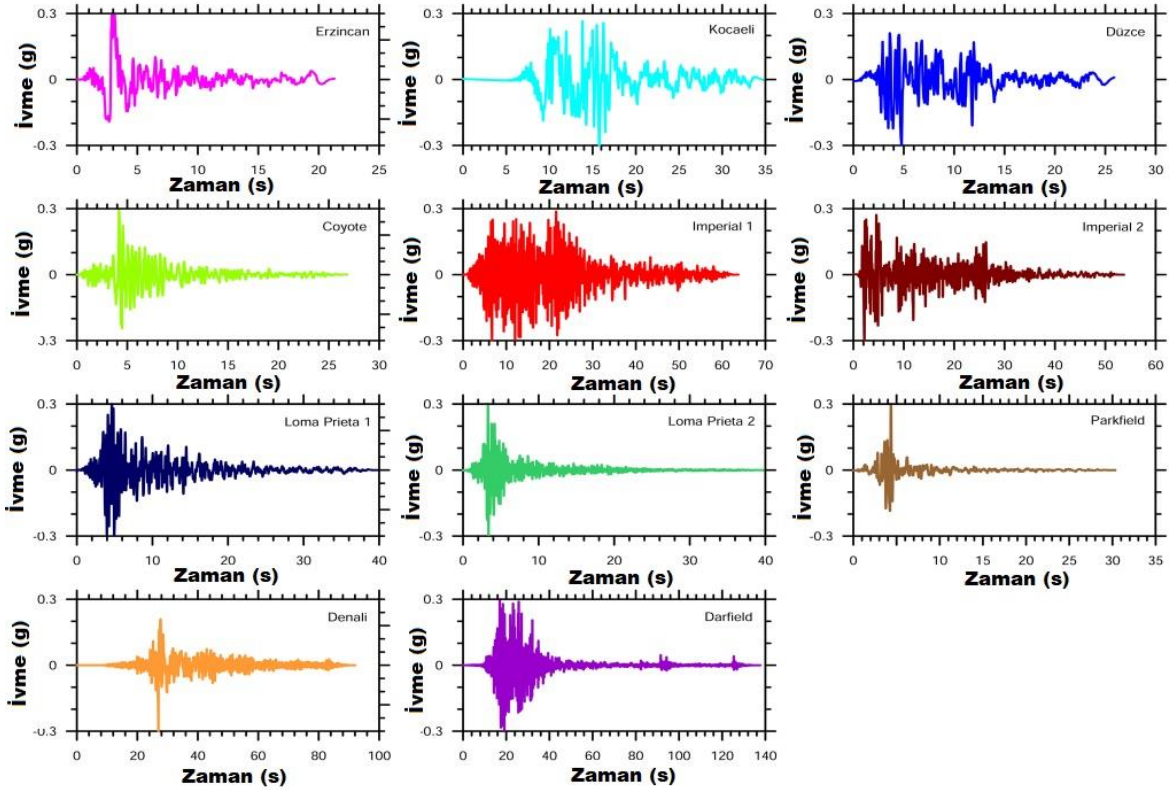 0.3
Erzincan
İvme (g)
0
-0.3
0 5 10 15 20 25
Zaman (s)
0.3
Kocaeli
İvme (g)
0
-0.3
0 5 10 15 20 25 30 35
Zaman (s)
0.3
Düzce
İvme (g)
0
-0.3
0 5 10 15 20 25 30
Zaman (s)
0.3
Coyote
İvme (g)
0
0.3
0 5 10 15 20 25 30
Zaman (s)
0.3
Imperial 1
İvme (g)
0
-0.3
0 10 20 30 40 50 60 70
Zaman (s)
0.3
Imperial 2
İvme (g)
0
-0.3
0 10 20 30 40 50 60
Zaman (s)
0.3
Loma Prieta 1
İvme (g)
0
-0.3
0 10 20 30 40
Zaman (s)
0.3
Loma Prieta 2
İvme (g)
0
-0.3
0 10 20 30 40
Zaman (s)
0.3
Parkfield
İvme (g)
0
-0.3
0 5 10 15 20 25 30 35
Zaman (s)
0.3
Denali
İvme (g)
0
-0.3
0 20 40 60 80 100
Zaman (s)
0.3
Darfield
İvme (g)
0
-0.3
0 20 40 60 80 100 120 140
Zaman (s)